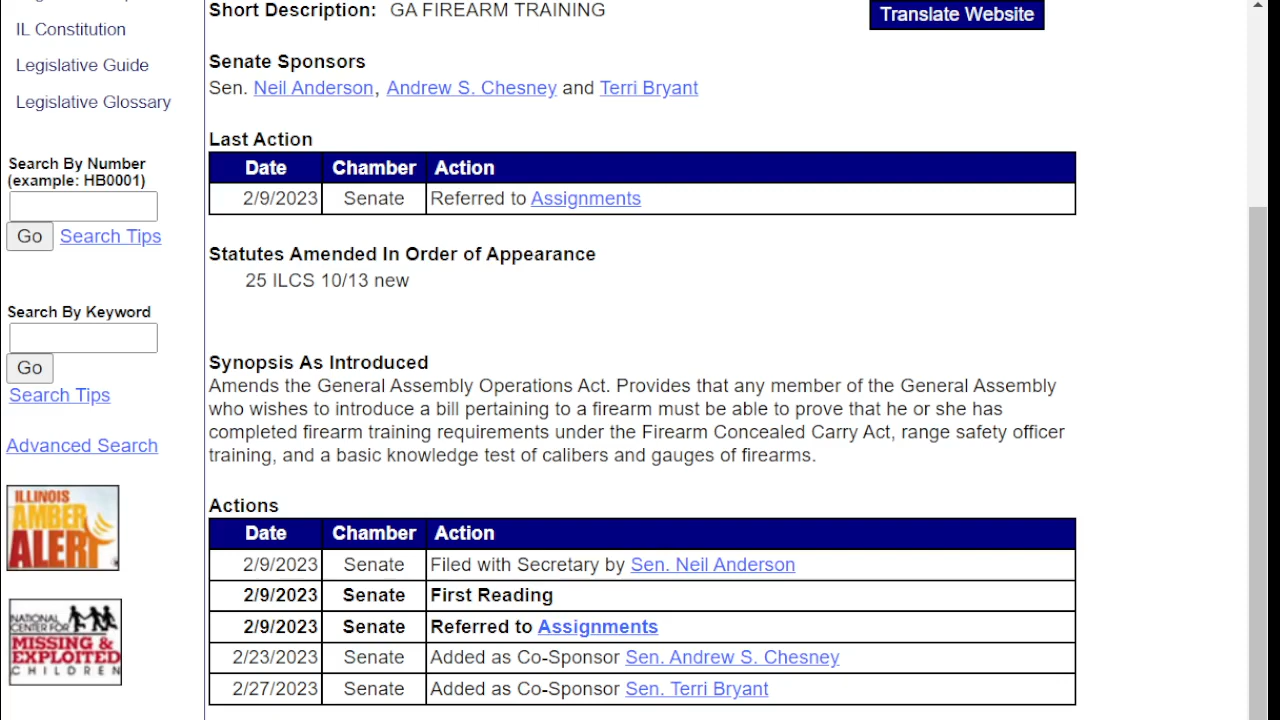 Short Description: GA FIREARM TRAINING
Translate Website
IL Constitution
Legislative Guide
Legislative Glossary
Search By Number
(example: HB0001)
Go Search Tips
Search By Keyword
Go
Search Tips
Advanced Search
ILLINOIS
AMBER
ALERT
NATIONAL
CENTER FOR
MISSING &
EXPLOITED
CHILDREN
Senate Sponsors
Sen. Neil Anderson, Andrew S. Chesney and Terri Bryant
Last Action
Date Chamber Action
2/9/2023 Senate Referred to Assignments
Statutes Amended In Order of Appearance
25 ILCS 10/13 new
Synopsis As Introduced
Amends the General Assembly Operations Act. Provides that any member of the General Assembly
who wishes to introduce a bill pertaining to a firearm must be able to prove that he or she has
completed firearm training requirements under the Firearm Concealed Carry Act, range safety officer
training, and a basic knowledge test of calibers and gauges of firearms.
Actions
Date Chamber Action
2/9/2023 Senate Filed with Secretary by Sen. Neil Anderson
2/9/2023 Senate First Reading
2/9/2023 Senate Referred to Assignments
2/23/2023 Senate Added as Co-Sponsor Sen. Andrew S. Chesney
2/27/2023 Senate Added as Co-Sponsor Sen. Terri Bryant